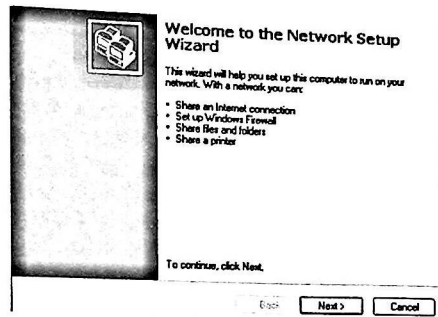 Welcome to the Network Setup
Wizard
This wizard will help you set up this computer to run on your
network. With a network you can:
• Share an Internet connection
• Set up Windows Firewall
• Share files and folders
• Share a printer
To continue, click Next.
Back
Next >
Cancel